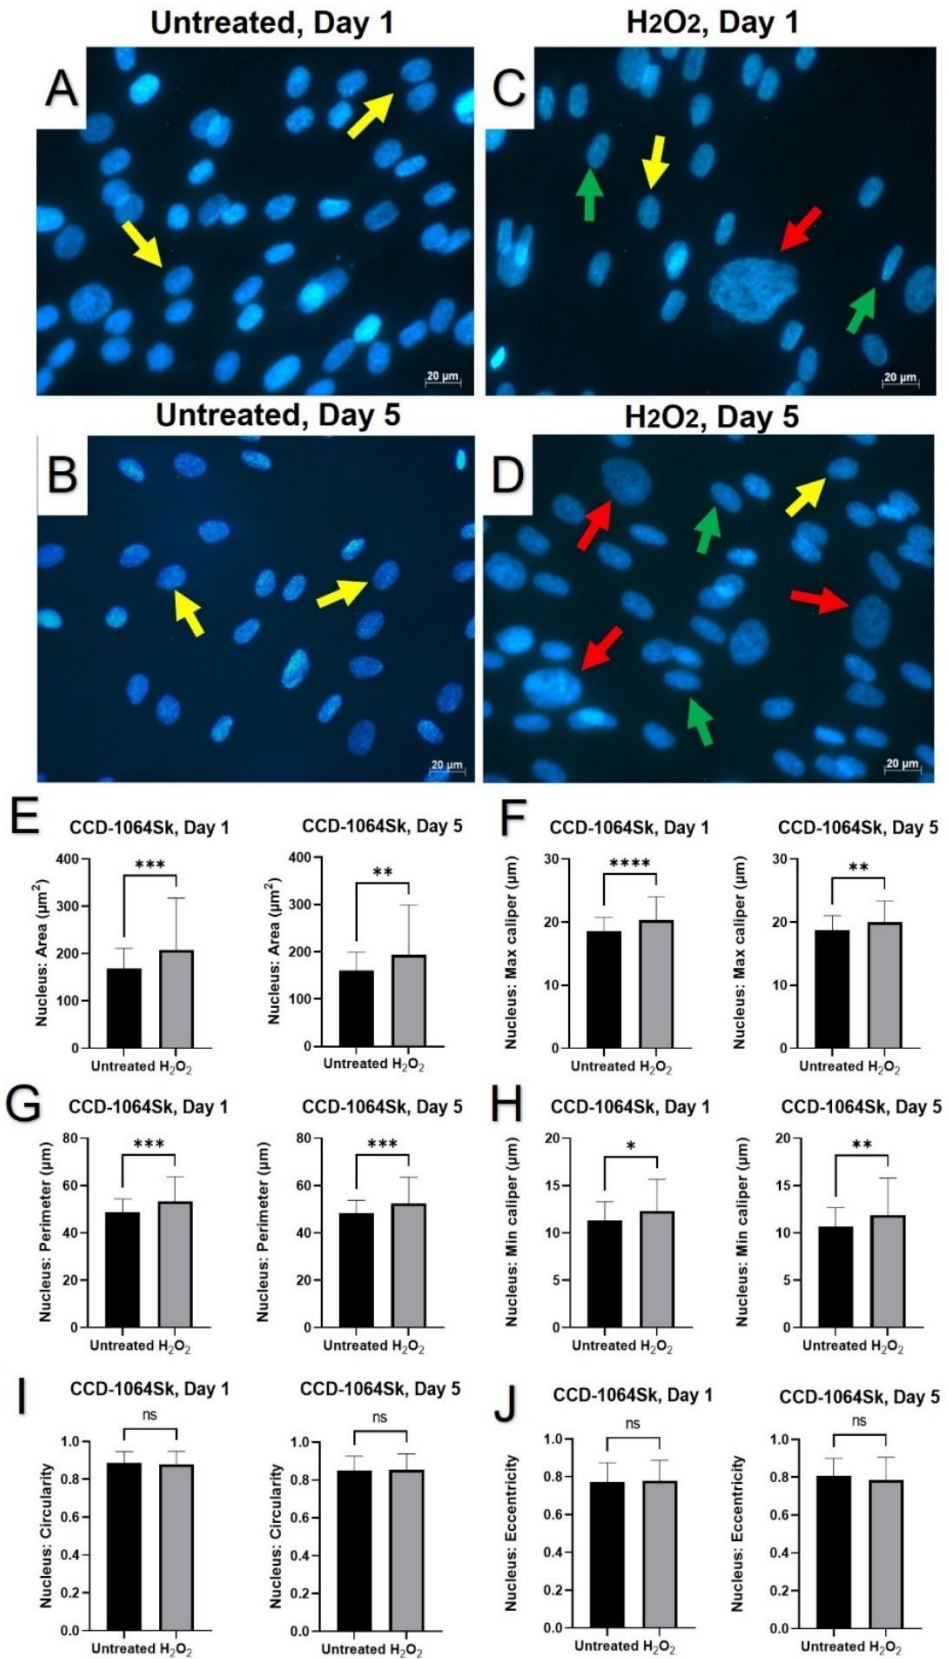 Untreated, Day 1
H2O2, Day 1
A
C
20 µm
20 µm
Untreated, Day 5
H2O2, Day 5
B
D
20 µm
20 µm
E
CCD-1064Sk, Day 1
Nucleus: Area (µm²)
400
300
200
100
0
***
Untreated H₂O₂
CCD-1064Sk, Day 5
Nucleus: Area (µm²)
400
300
200
100
0
**
Untreated H₂O₂
F
CCD-1064Sk, Day 1
Nucleus: Max caliper (µm)
30
20
10
0
****
Untreated H₂O₂
CCD-1064Sk, Day 5
Nucleus: Max caliper (µm)
30
20
10
0
**
Untreated H₂O₂
G
CCD-1064Sk, Day 1
Nucleus: Perimeter (µm)
80
60
40
20
0
***
Untreated H₂O₂
CCD-1064Sk, Day 5
Nucleus: Perimeter (µm)
80
60
40
20
0
***
Untreated H₂O₂
H
CCD-1064Sk, Day 1
Nucleus: Min caliper (µm)
20
15
10
5
0
*
Untreated H₂O₂
CCD-1064Sk, Day 5
Nucleus: Min caliper (µm)
20
15
10
5
0
**
Untreated H₂O₂
I
CCD-1064Sk, Day 1
Nucleus: Circularity
1.0
0.8
0.6
0.4
0.2
0.0
ns
Untreated H₂O₂
CCD-1064Sk, Day 5
Nucleus: Circularity
1.0
0.8
0.6
0.4
0.2
0.0
ns
Untreated H₂O₂
J
CCD-1064Sk, Day 1
Nucleus: Eccentricity
1.0
0.8
0.6
0.4
0.2
0.0
ns
Untreated H₂O₂
CCD-1064Sk, Day 5
Nucleus: Eccentricity
1.0
0.8
0.6
0.4
0.2
0.0
ns
Untreated H₂O₂